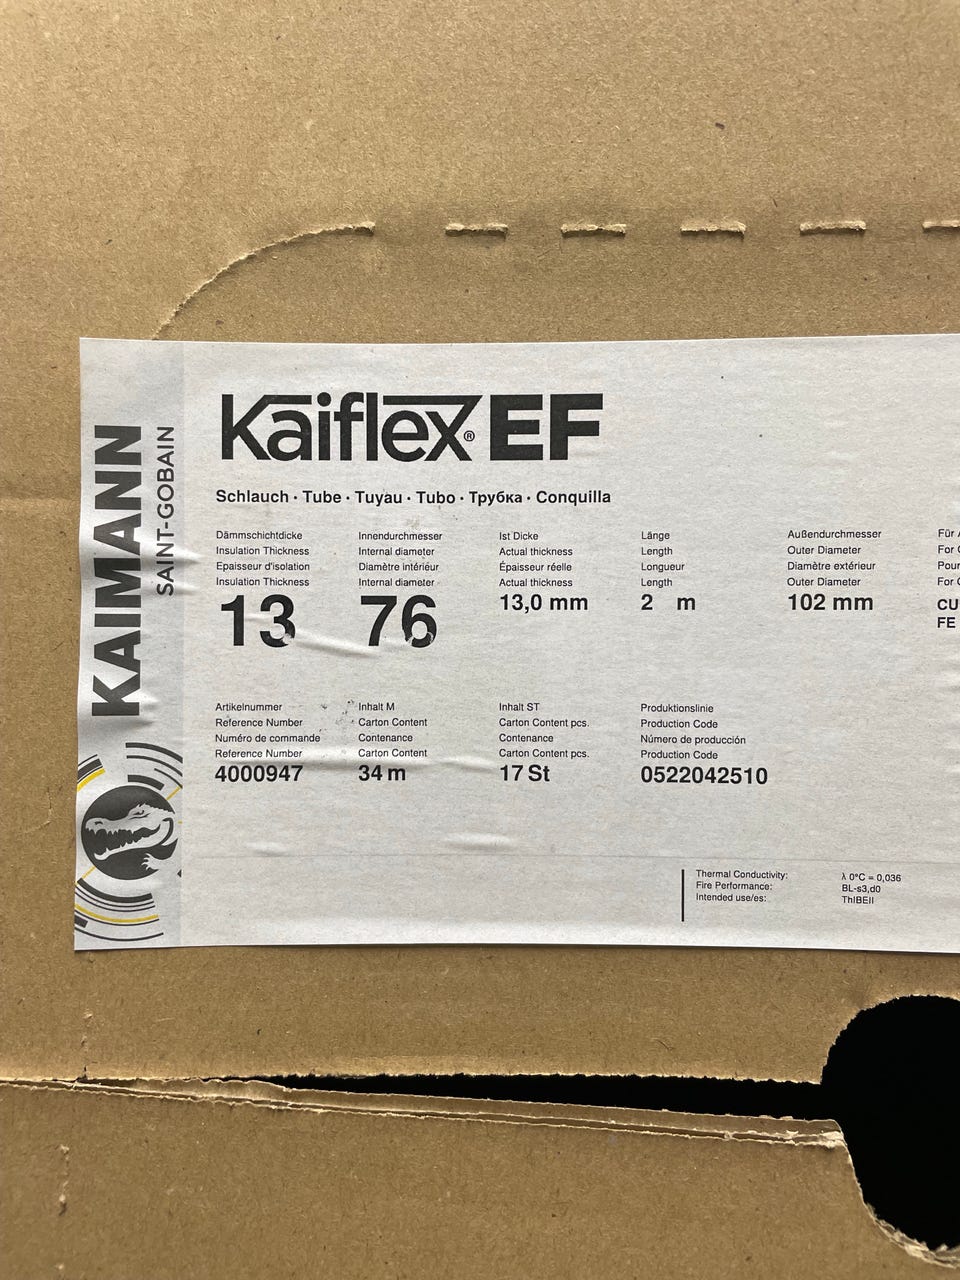 KAIMANN
SAINT-GOBAIN
Kaiflex® EF
Schlauch · Tube · Tuyau · Tubo · Трубка · Conquilla
Dämmschichtdicke
Insulation Thickness
Epaisseur d'isolation
Insulation Thickness
13
Innendurchmesser
Internal diameter
Diamètre intérieur
Internal diameter
76
Ist Dicke
Actual thickness
Épaisseur réelle
Actual thickness
13,0 mm
Länge
Length
Longueur
Length
2 m
Außendurchmesser
Outer Diameter
Diamètre extérieur
Outer Diameter
102 mm
Für
For
Pour
For
CU
FE
Artikelnummer
Reference Number
Numéro de commande
Reference Number
4000947
Inhalt M
Carton Content
Contenance
Carton Content
34 m
Inhalt ST
Carton Content pcs.
Contenance
Carton Content pcs.
17 St
Produktionslinie
Production Code
Número de producción
Production Code
0522042510
Thermal Conductivity: λ 0°C = 0,036
Fire Performance: BL-s3,d0
Intended use/es: ThIBEII